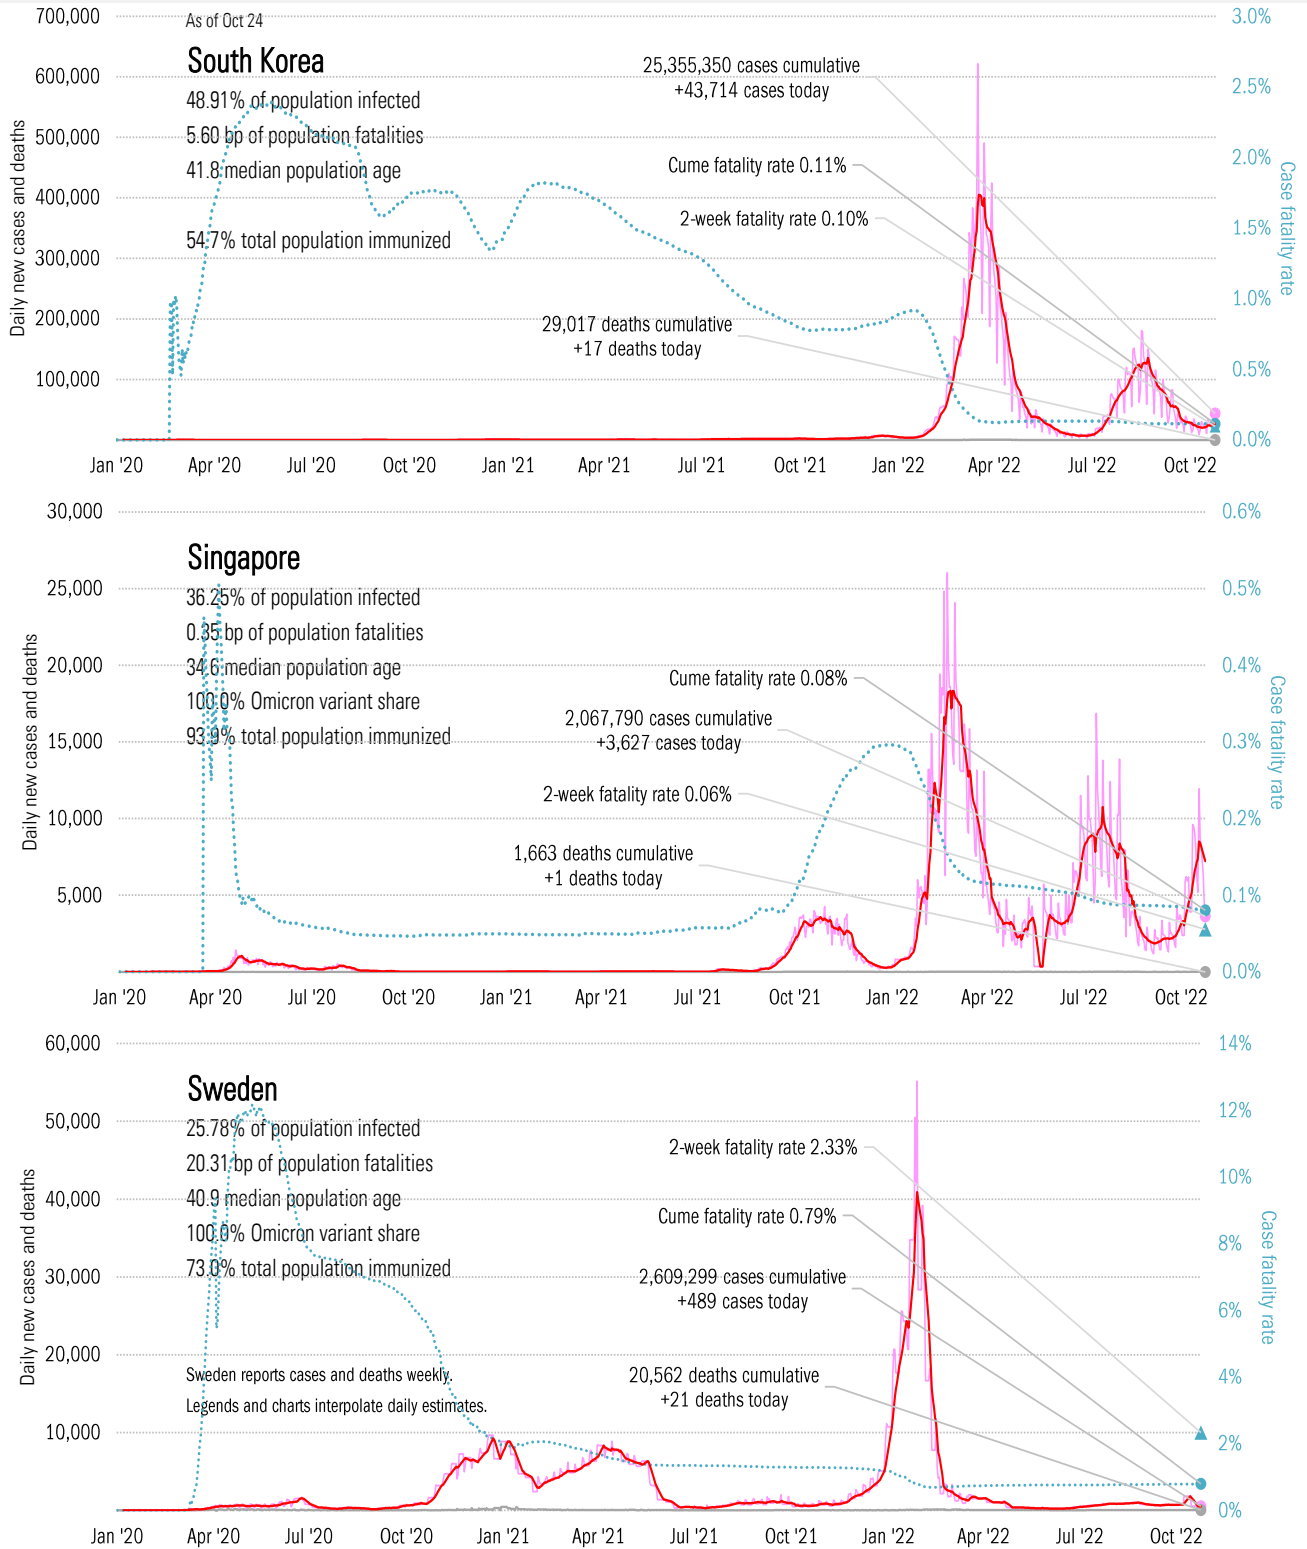 700,000
As of Oct 24
3.0%
South Korea
25,355,350 cases cumulative
+43,714 cases today
600,000
2.5%
48.91% of population infected
5.60 bp of population fatalities
500,000
41.8 median population age
Cume fatality rate 0.11%
2.0%
400,000
2-week fatality rate 0.10%
1.5%
54.7% total population immunized
300,000
1.0%
200,000
29,017 deaths cumulative
+17 deaths today
100,000
0.5%
0.0%
Daily new cases and deaths
Case fatality rate
Jan '20 Apr '20 Jul '20 Oct '20 Jan '21 Apr '21 Jul '21 Oct '21 Jan '22 Apr '22 Jul '22 Oct '22
30,000
0.6%
Singapore
25,000
0.5%
36.25% of population infected
0.35 bp of population fatalities
20,000
34.6 median population age
0.4%
Cume fatality rate 0.08%
100.0% Omicron variant share
2,067,790 cases cumulative
+3,627 cases today
15,000
93.9% total population immunized
0.3%
2-week fatality rate 0.06%
10,000
0.2%
1,663 deaths cumulative
+1 deaths today
5,000
0.1%
0.0%
Daily new cases and deaths
Case fatality rate
Jan '20 Apr '20 Jul '20 Oct '20 Jan '21 Apr '21 Jul '21 Oct '21 Jan '22 Apr '22 Jul '22 Oct '22
60,000
14%
Sweden
12%
50,000
25.78% of population infected
2-week fatality rate 2.33%
20.31 bp of population fatalities
10%
40,000
40.9 median population age
Cume fatality rate 0.79%
100.0% Omicron variant share
8%
30,000
73.0% total population immunized
2,609,299 cases cumulative
+489 cases today
6%
20,000
Sweden reports cases and deaths weekly.
20,562 deaths cumulative
+21 deaths today
4%
Legends and charts interpolate daily estimates.
10,000
2%
0%
Daily new cases and deaths
Case fatality rate
Jan '20 Apr '20 Jul '20 Oct '20 Jan '21 Apr '21 Jul '21 Oct '21 Jan '22 Apr '22 Jul '22 Oct '22